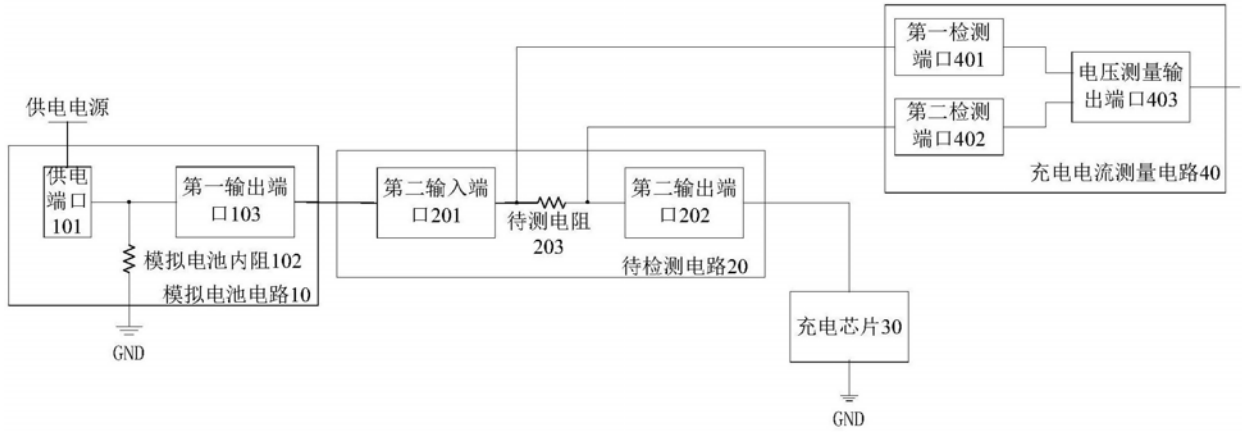 供电电源
供电
端口
101
第一输出端
口103
模拟电池内阻102
模拟电池电路10
GND
第二输入端
口201
待测电阻
203
第二输出端
口202
待检测电路20
第一检测
端口401
第二检测
端口402
电压测量输
出端口403
充电电流测量电路40
充电芯片30
GND